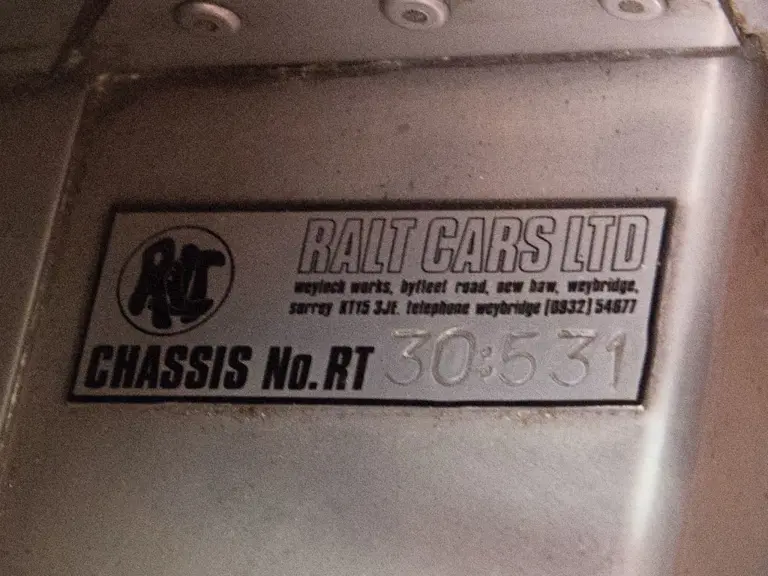 RALT
RALT CARS LTD
weylock works, byfleet road, new haw, weybridge,
surrey KT15 3JE. telephone weybridge [0932] 54677
CHASSIS No. RT 30:531